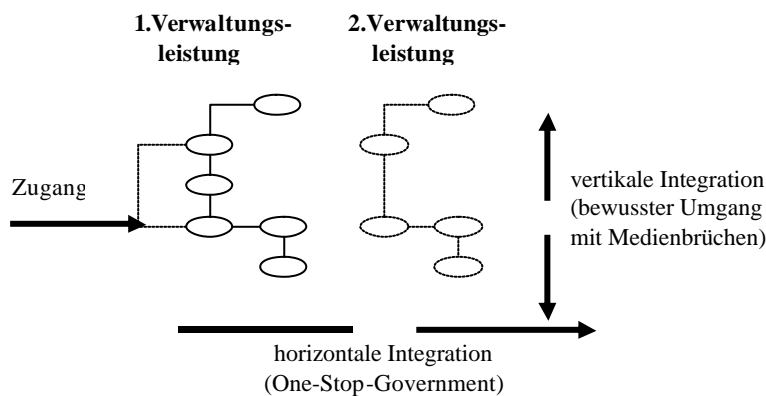 1.Verwaltungs-
leistung
2.Verwaltungs-
leistung
Zugang
vertikale Integration
(bewusster Umgang
mit Medienbrüchen)
horizontale Integration
(One-Stop-Government)